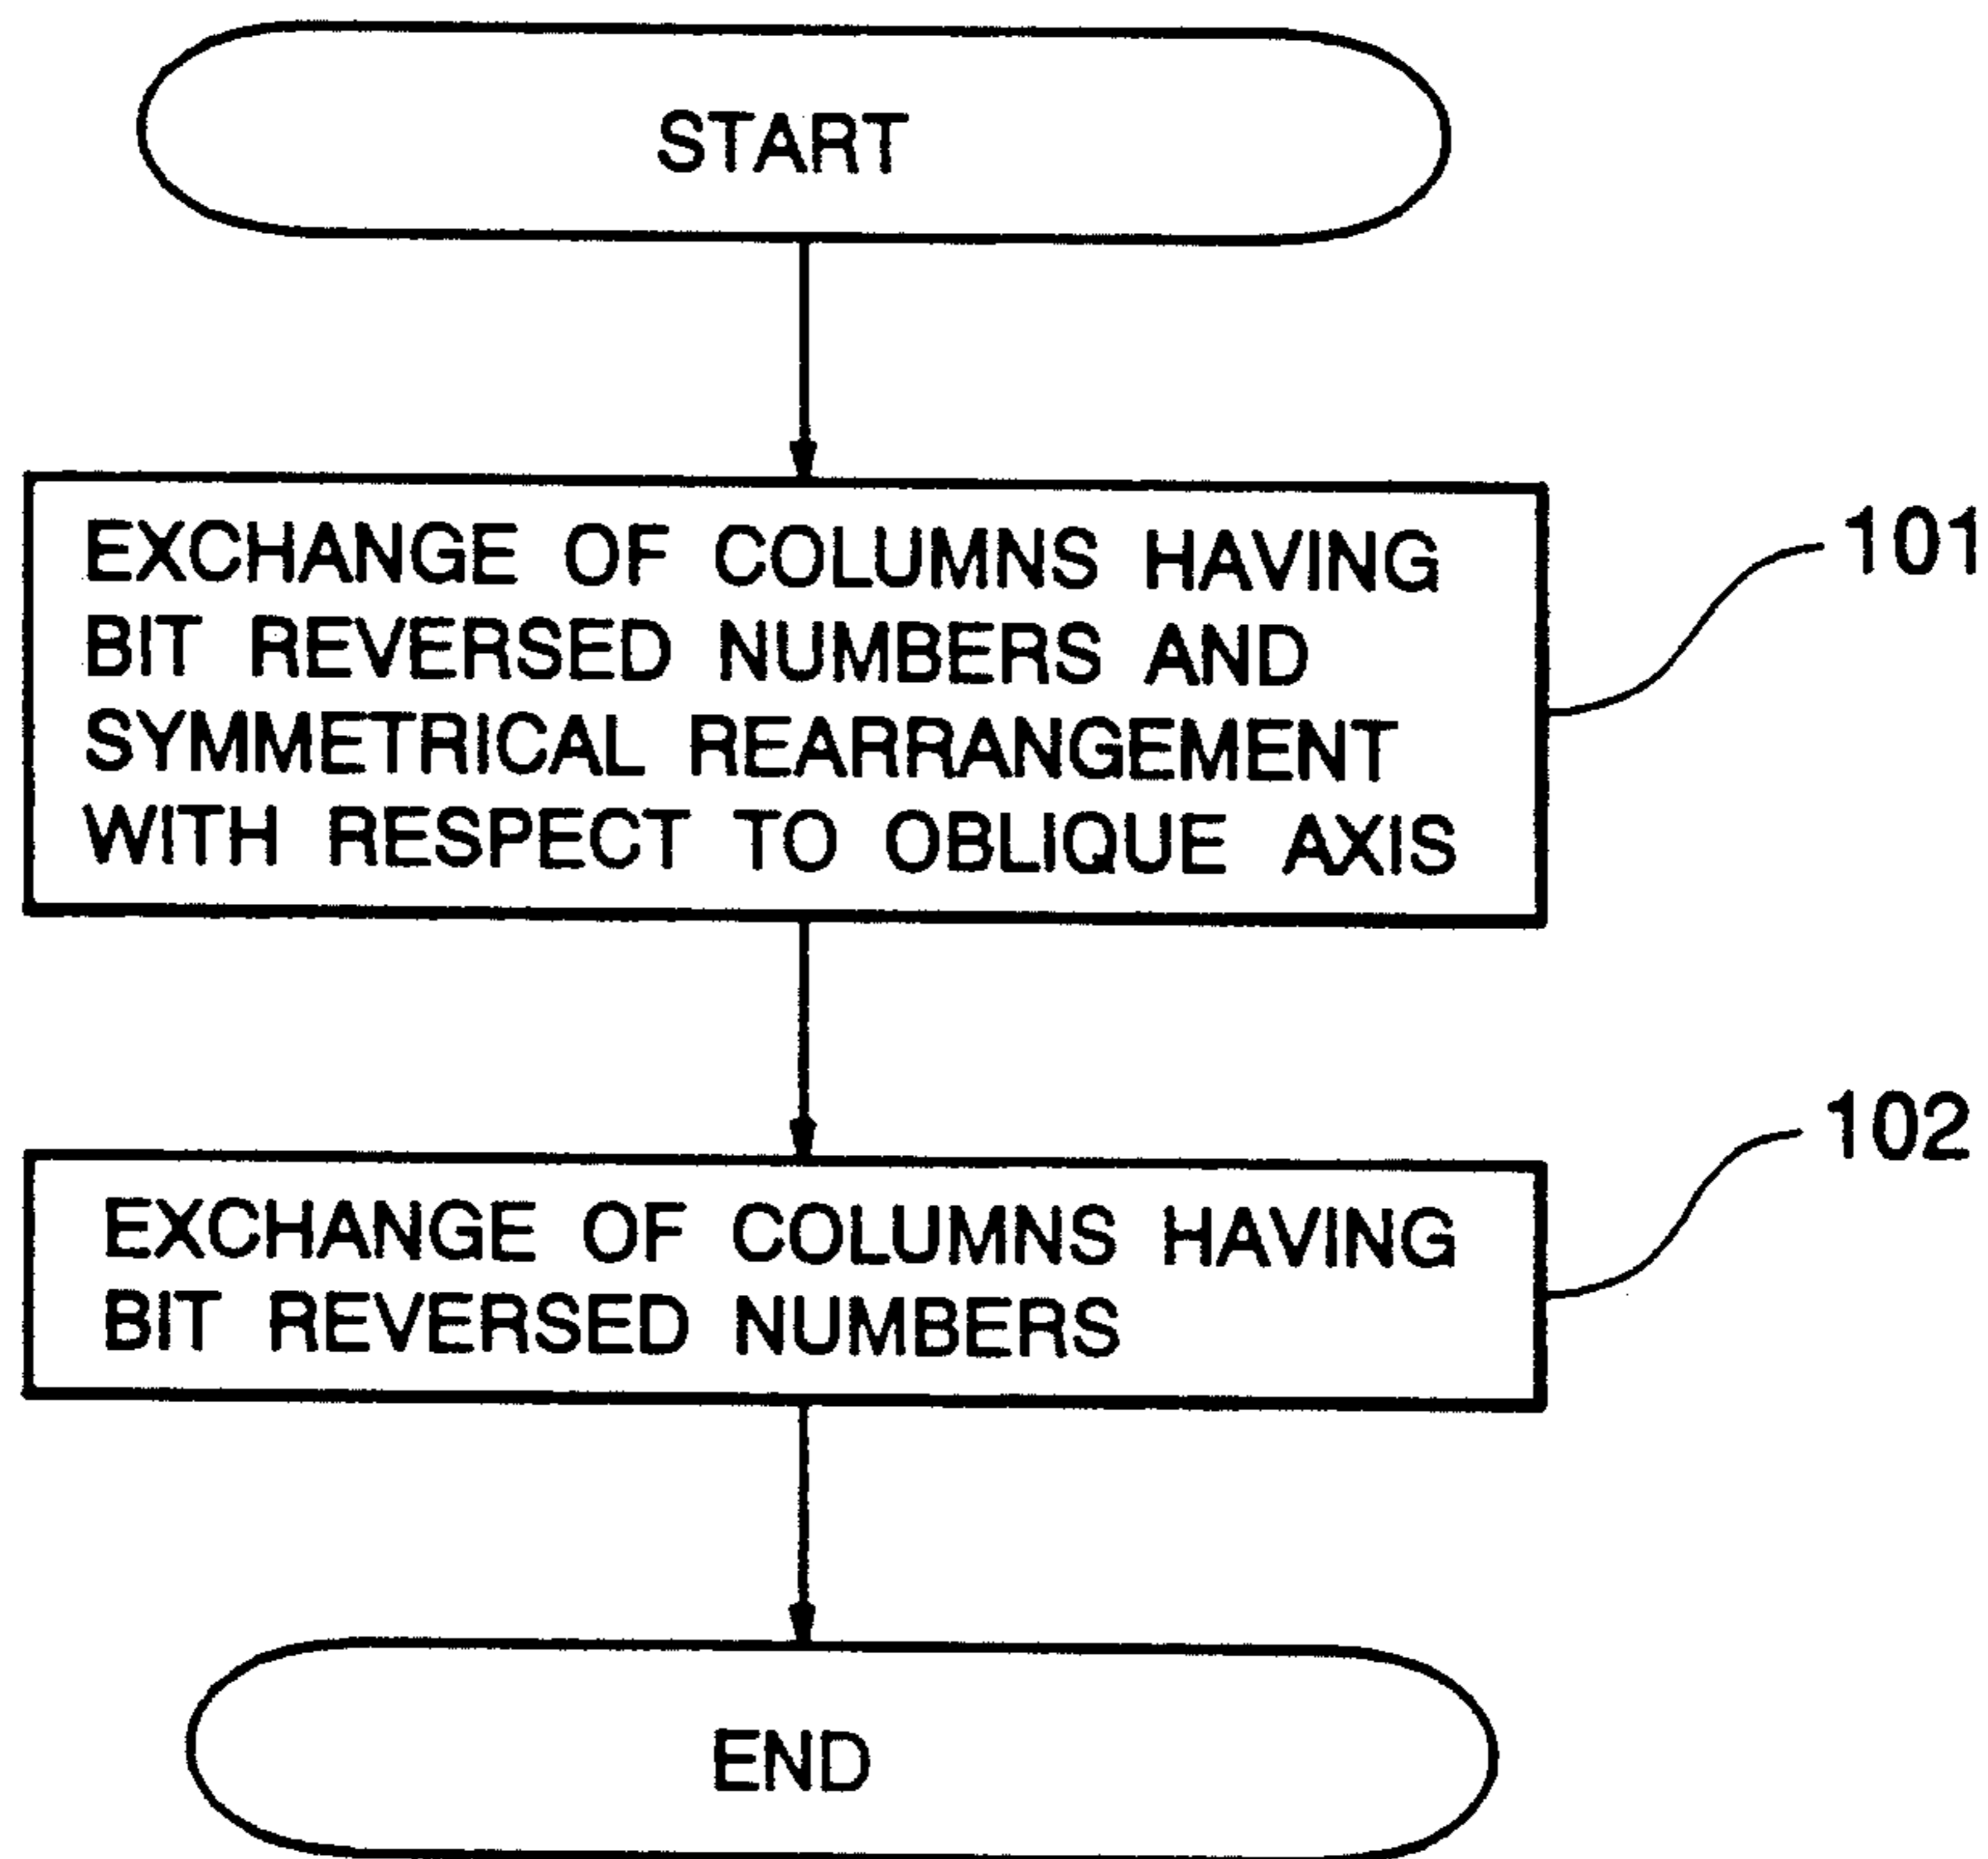 START
EXCHANGE OF COLUMNS HAVING
BIT REVERSED NUMBERS AND
SYMMETRICAL REARRANGEMENT
WITH RESPECT TO OBLIQUE AXIS
101
EXCHANGE OF COLUMNS HAVING
BIT REVERSED NUMBERS
102
END